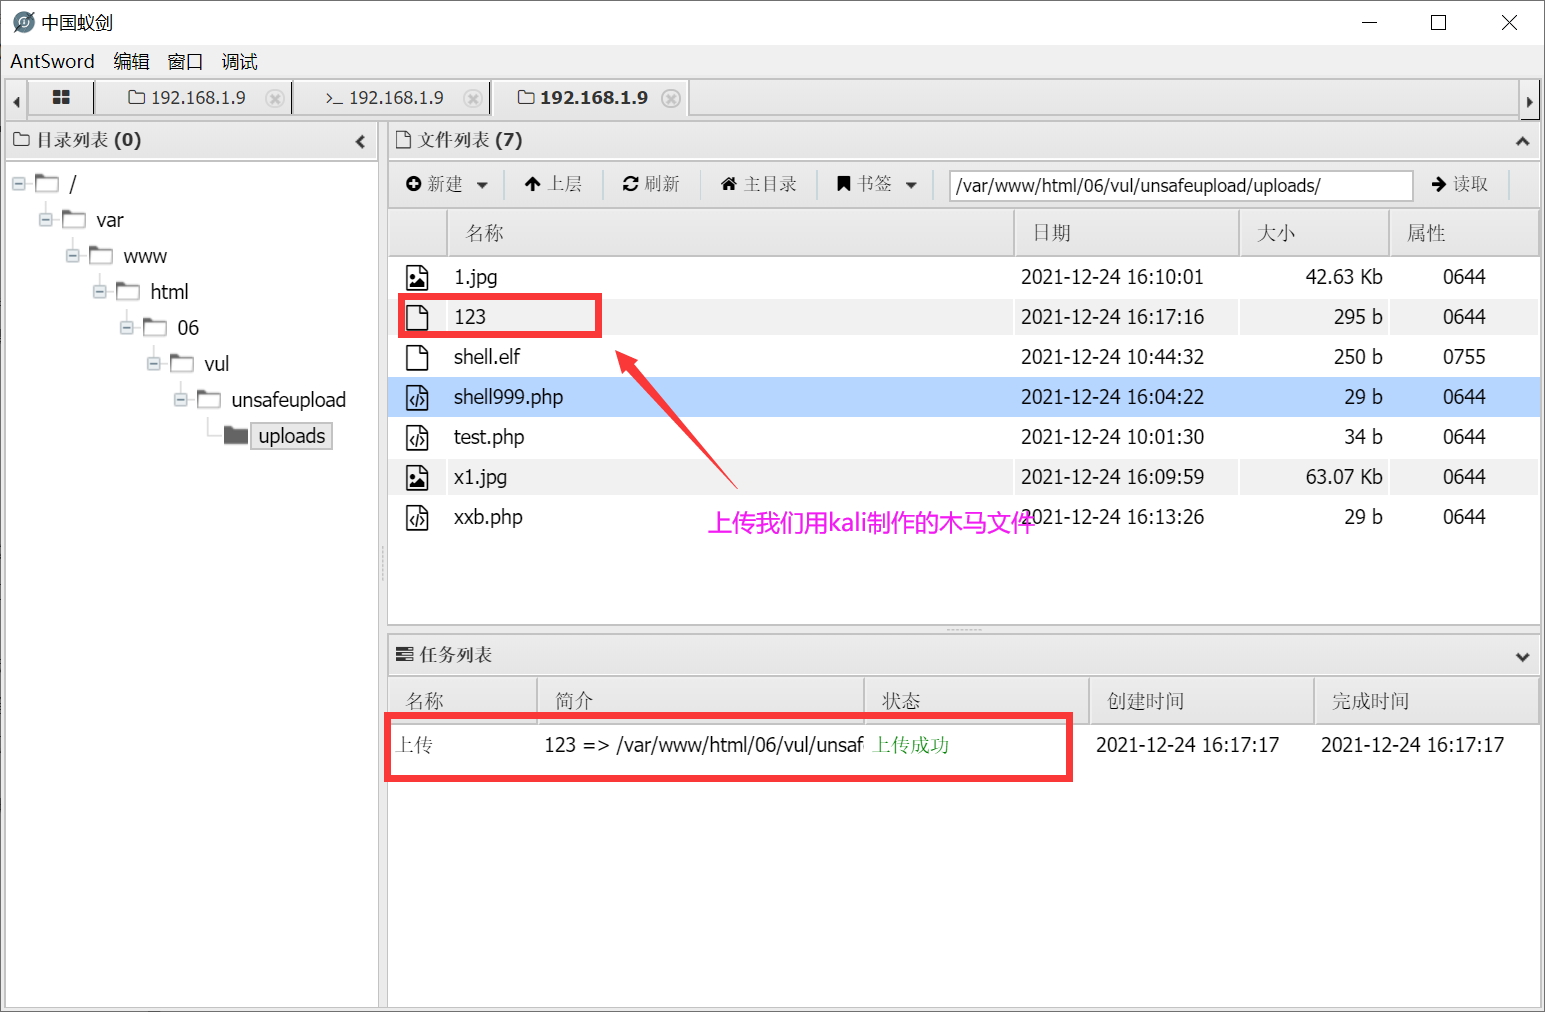 中国蚁剑
AntSword 编辑 窗口 调试
192.168.1.9 >_ 192.168.1.9 192.168.1.9
目录列表 (0)
/
var
www
html
06
vul
unsafeupload
uploads
文件列表 (7)
新建 上层 刷新 主目录 书签 /var/www/html/06/vul/unsafeupload/uploads/ 读取
名称 日期 大小 属性
1.jpg 2021-12-24 16:10:01 42.63 Kb 0644
123 2021-12-24 16:17:16 295 b 0644
shell.elf 2021-12-24 10:44:32 250 b 0755
shell999.php 2021-12-24 16:04:22 29 b 0644
test.php 2021-12-24 10:01:30 34 b 0644
x1.jpg 2021-12-24 16:09:59 63.07 Kb 0644
xxb.php 2021-12-24 16:13:26 29 b 0644
上传我们用kali制作的木马文件
任务列表
名称 简介 状态 创建时间 完成时间
上传 123 => /var/www/html/06/vul/unsaf 上传成功 2021-12-24 16:17:17 2021-12-24 16:17:17